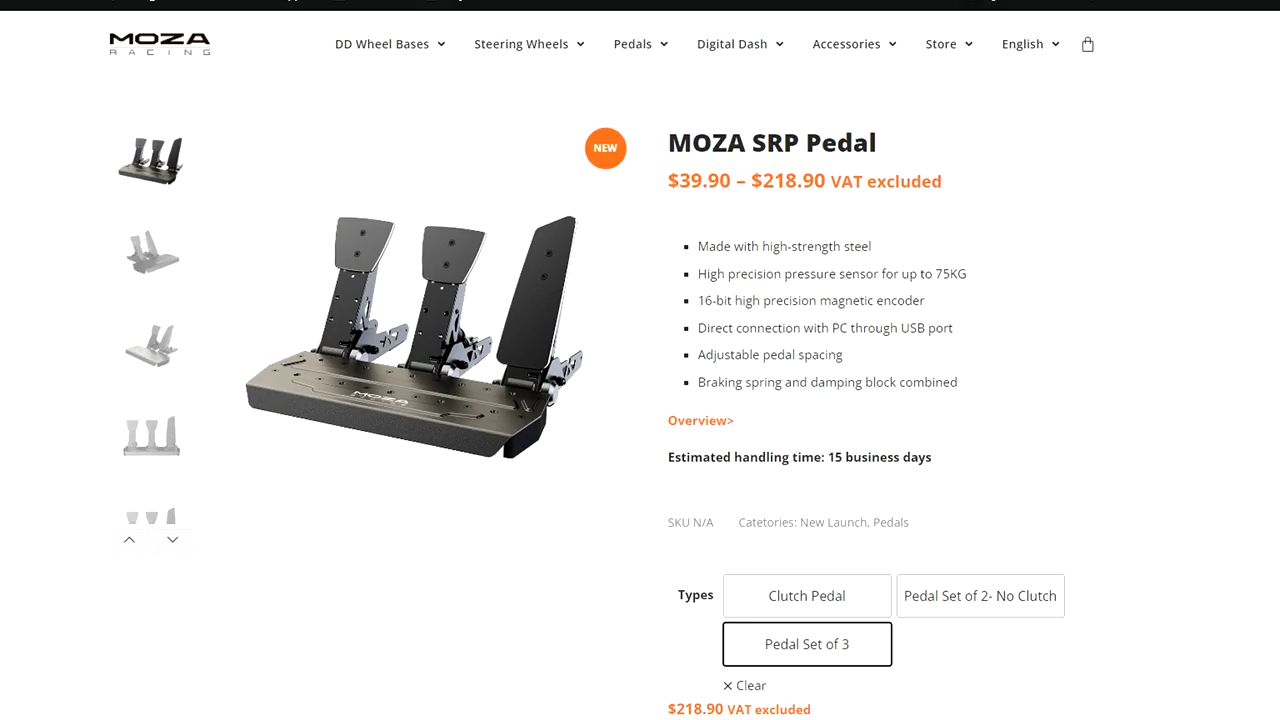 MOZA
RACING
DD Wheel Bases Steering Wheels Pedals Digital Dash Accessories Store English
NEW
MOZA SRP Pedal
$39.90 – $218.90 VAT excluded
Made with high-strength steel
High precision pressure sensor for up to 75KG
16-bit high precision magnetic encoder
Direct connection with PC through USB port
Adjustable pedal spacing
Braking spring and damping block combined
MOZA
Overview>
Estimated handling time: 15 business days
SKU N/A Catetories: New Launch, Pedals
Types Clutch Pedal Pedal Set of 2- No Clutch
Pedal Set of 3
× Clear
$218.90 VAT excluded